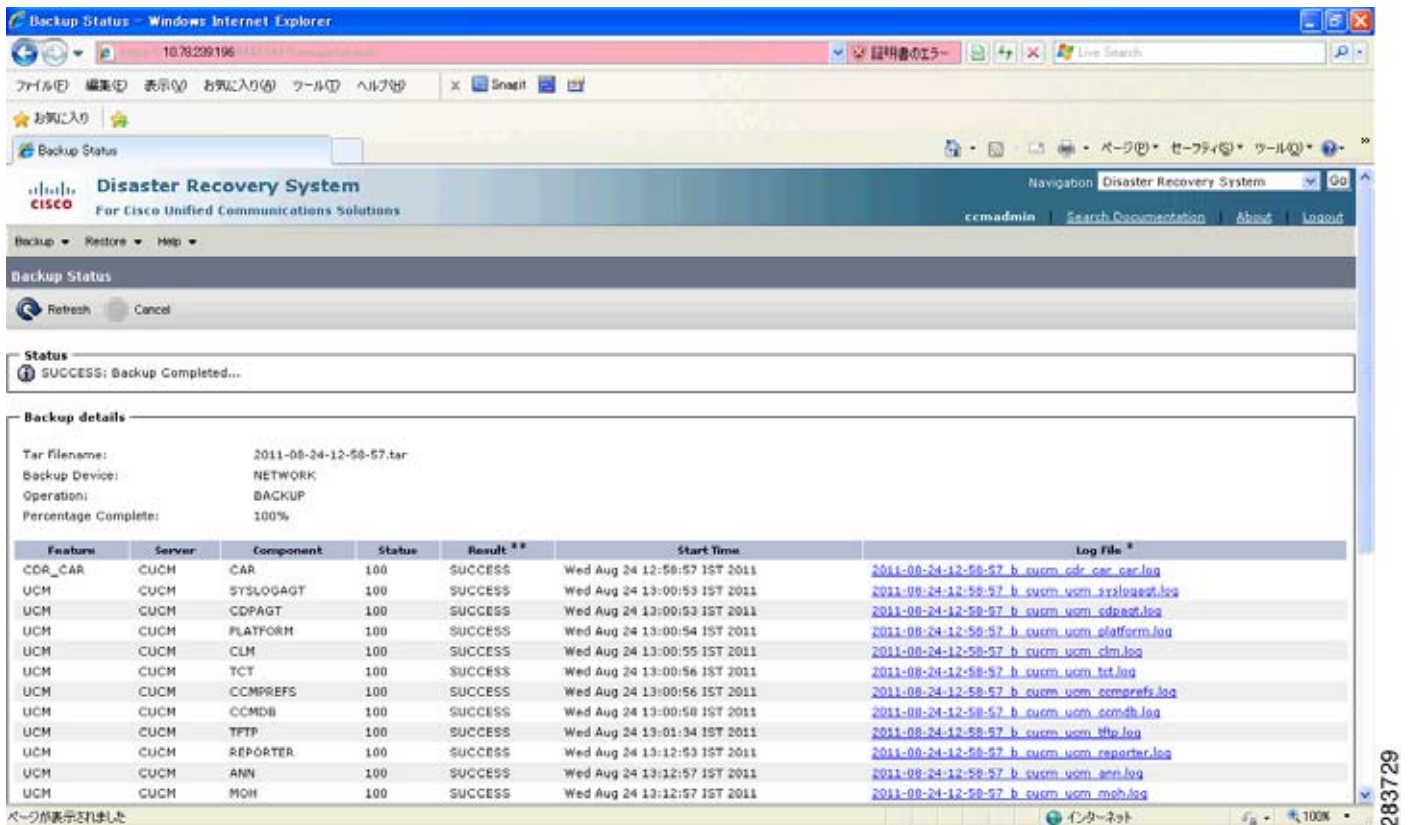 Backup Status - Windows Internet Explorer
10.78.299.196
証明書のエラー
Live Search
ファイル(F) 編集(E) 表示(V) お気に入り(A) ツール(T) ヘルプ(H) x Snagit
お気に入り
Backup Status
ページ(P) セーフティ(S) ツール(O)
CISCO
Disaster Recovery System
For Cisco Unified Communications Solutions
Navigation Disaster Recovery System Go
ccmadmin | Search Documentation | About | Logout
Backup Restore Help
Backup Status
Refresh Cancel
Status
SUCCESS: Backup Completed...
Backup details
Tar Filename: 2011-08-24-12-58-57.tar
Backup Device: NETWORK
Operation: BACKUP
Percentage Complete: 100%
Feature Server Component Status Result ** Start Time Log File *
CDR_CAR CUCM CAR 100 SUCCESS Wed Aug 24 12:58:57 IST 2011 2011-08-24-12-58-57_b_cucm_cdr_car_car.log
UCM CUCM SYSLOGAGT 100 SUCCESS Wed Aug 24 13:00:53 IST 2011 2011-08-24-12-58-57_b_cucm_ucm_syslogagt.log
UCM CUCM CDPAGT 100 SUCCESS Wed Aug 24 13:00:53 IST 2011 2011-08-24-12-58-57_b_cucm_ucm_cdpagt.log
UCM CUCM PLATFORM 100 SUCCESS Wed Aug 24 13:00:54 IST 2011 2011-08-24-12-58-57_b_cucm_ucm_platform.log
UCM CUCM CLM 100 SUCCESS Wed Aug 24 13:00:55 IST 2011 2011-08-24-12-58-57_b_cucm_ucm_clm.log
UCM CUCM TCT 100 SUCCESS Wed Aug 24 13:00:56 IST 2011 2011-08-24-12-58-57_b_cucm_ucm_tct.log
UCM CUCM CCMPREFS 100 SUCCESS Wed Aug 24 13:00:56 IST 2011 2011-08-24-12-58-57_b_cucm_ucm_ccmprefs.log
UCM CUCM CCMDB 100 SUCCESS Wed Aug 24 13:00:58 IST 2011 2011-08-24-12-58-57_b_cucm_ucm_ccmdb.log
UCM CUCM TFTP 100 SUCCESS Wed Aug 24 13:01:34 IST 2011 2011-08-24-12-58-57_b_cucm_ucm_tftp.log
UCM CUCM REPORTER 100 SUCCESS Wed Aug 24 13:12:53 IST 2011 2011-08-24-12-58-57_b_cucm_ucm_reporter.log
UCM CUCM ANN 100 SUCCESS Wed Aug 24 13:12:57 IST 2011 2011-08-24-12-58-57_b_cucm_ucm_ann.log
UCM CUCM MOH 100 SUCCESS Wed Aug 24 13:12:57 IST 2011 2011-08-24-12-58-57_b_cucm_ucm_moh.log
ページが表示されました インターネット 100%
283729